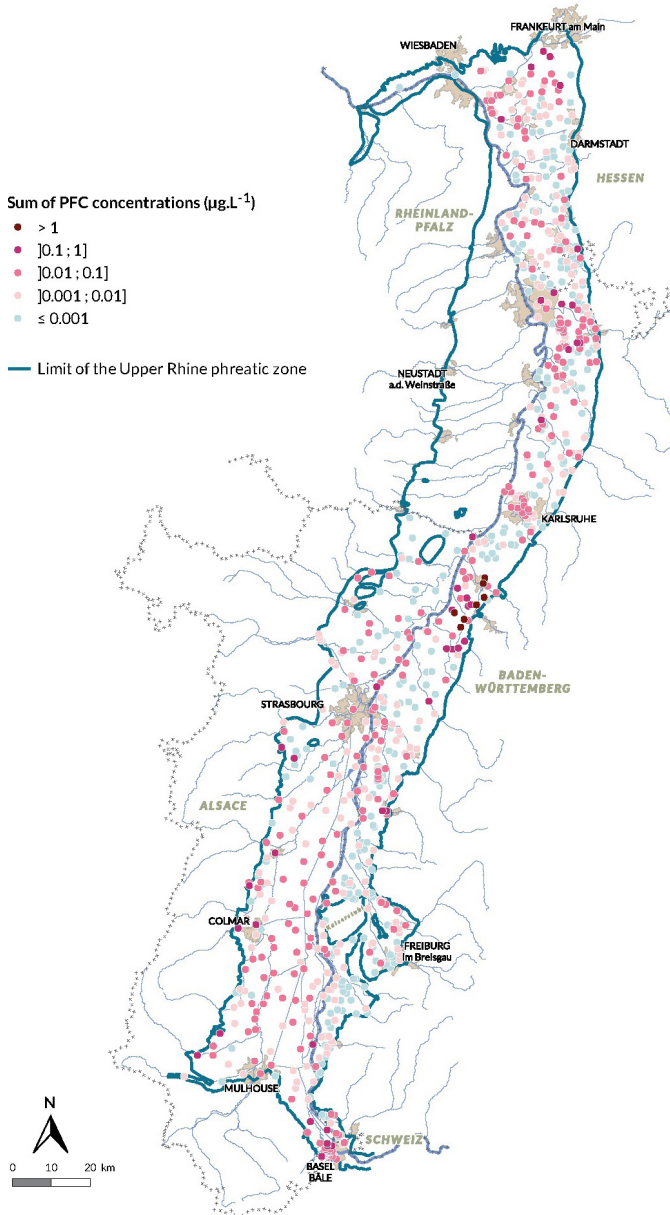 FRANKFURT am Main
WIESBADEN
DARMSTADT
HESSEN
Sum of PFC concentrations (µg.L-1)
> 1
]0.1 ; 1]
]0.01 ; 0.1]
]0.001 ; 0.01]
≤ 0.001
Limit of the Upper Rhine phreatic zone
RHEINLAND-
PFALZ
NEUSTADT
a.d. Weinstraße
KARLSRUHE
BADEN-
WÜRTTEMBERG
STRASBOURG
ALSACE
Kaiserstuhl
COLMAR
FREIBURG
im Breisgau
MULHOUSE
N
0 10 20 km
SCHWEIZ
BASEL
BÂLE